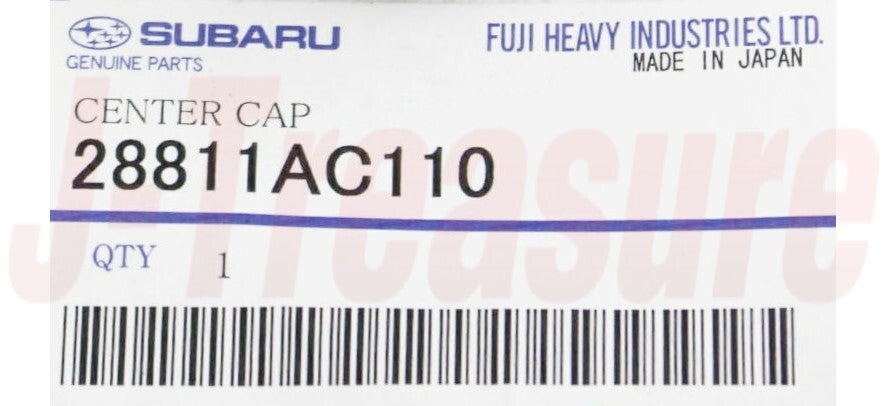 SUBARU
GENUINE PARTS
FUJI HEAVY INDUSTRIES LTD.
MADE IN JAPAN
CENTER CAP
28811AC110
QTY 1
J-Treasure